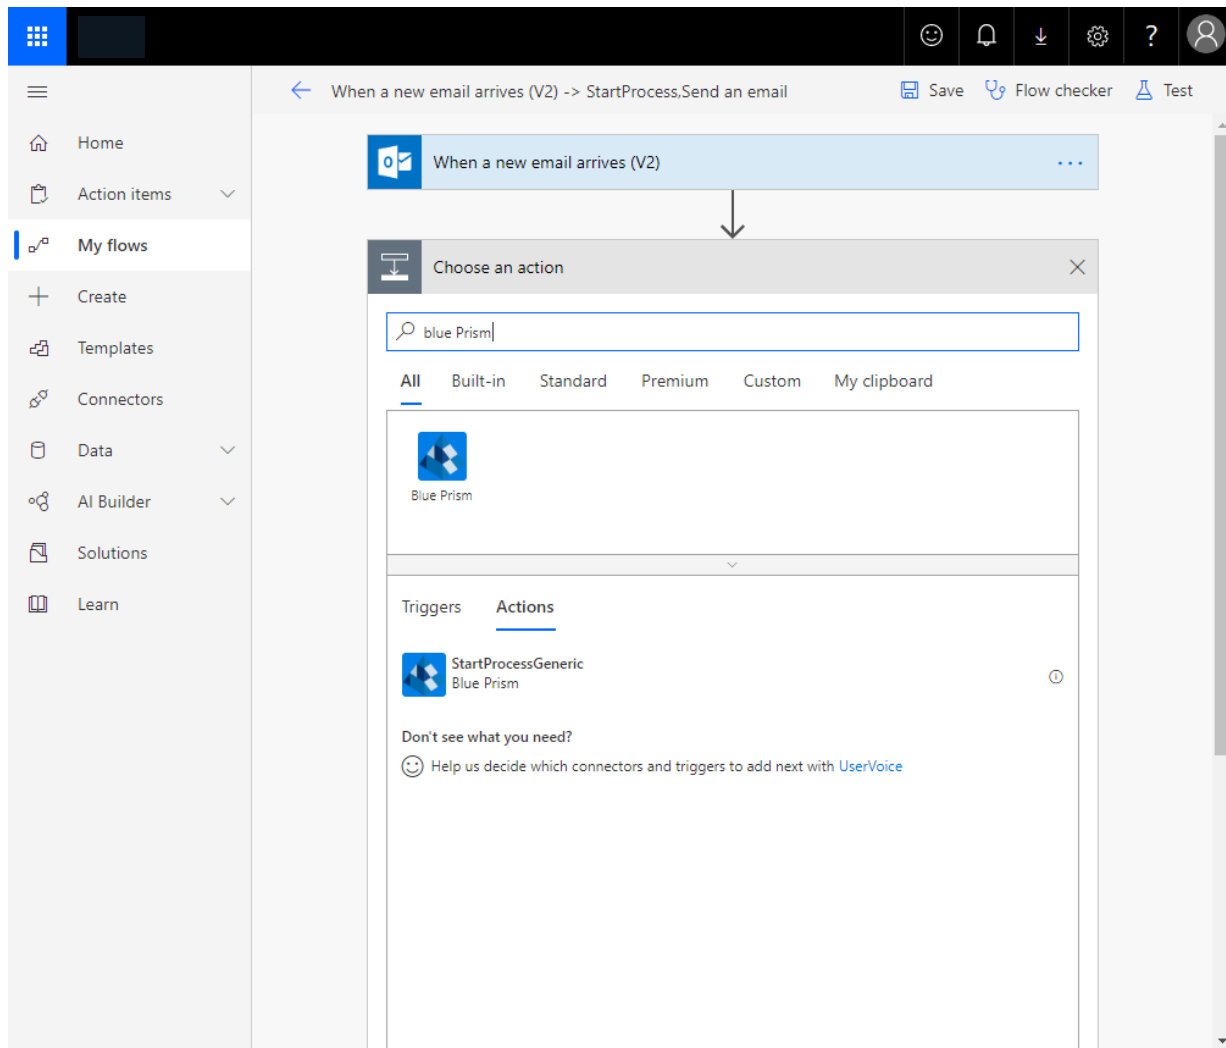 ?
When a new email arrives (V2) -> StartProcess,Send an email
Save
Flow checker
Test
Home
Action items
My flows
Create
Templates
Connectors
Data
AI Builder
Solutions
Learn
When a new email arrives (V2)
Choose an action
blue Prism
All Built-in Standard Premium Custom My clipboard
Blue Prism
Triggers Actions
StartProcessGeneric
Blue Prism
Don't see what you need?
Help us decide which connectors and triggers to add next with UserVoice